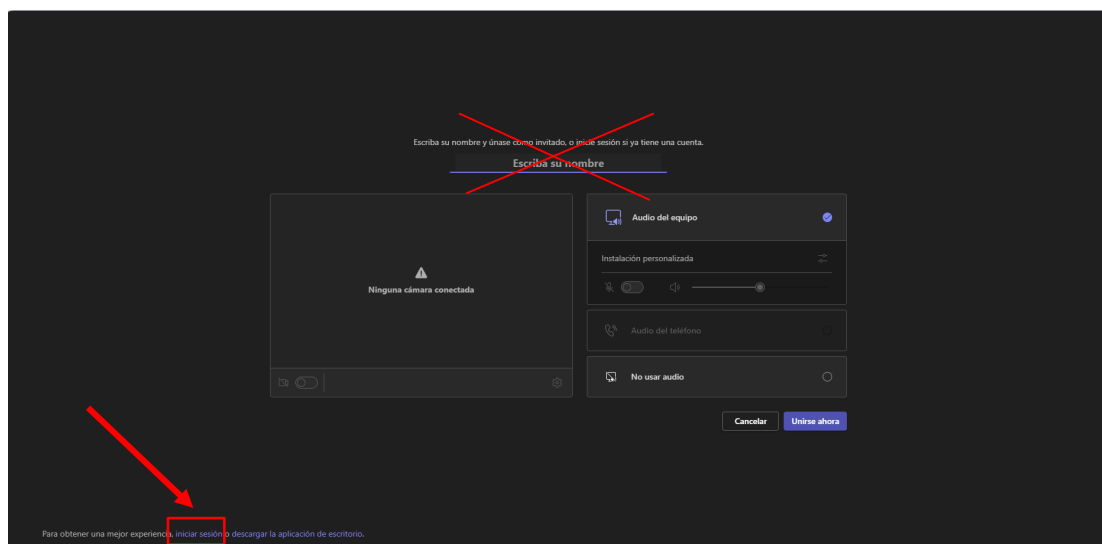 Escriba su nombre y únase como invitado, o inicie sesión si ya tiene una cuenta.
Escriba su nombre
Ninguna cámara conectada
Audio del equipo
Instalación personalizada
Audio del teléfono
No usar audio
Cancelar
Unirse ahora
Para obtener una mejor experiencia, iniciar sesión o descargar la aplicación de escritorio.